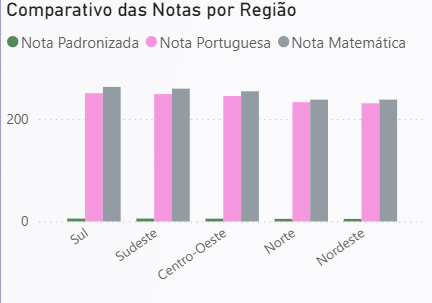 Comparativo das Notas por Região
Nota Padronizada Nota Portuguesa Nota Matemática
200
0
Sul
Sudeste
Centro-Oeste
Norte
Nordeste